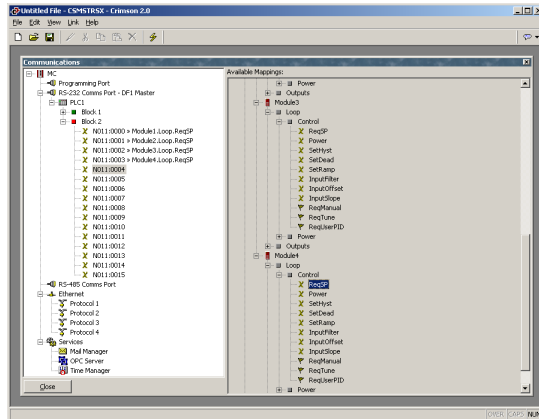 Untitled File - CSMSTRSX - Crimson 2.0
File Edit View Link Help
Communications
MC
Programming Port
RS-232 Comms Port - DF1 Master
PLC1
Block 1
Block 2
N011:0000 » Module1.Loop.ReqSP
N011:0001 » Module2.Loop.ReqSP
N011:0002 » Module3.Loop.ReqSP
N011:0003 » Module4.Loop.ReqSP
N011:0004
N011:0005
N011:0006
N011:0007
N011:0008
N011:0009
N011:0010
N011:0011
N011:0012
N011:0013
N011:0014
N011:0015
RS-485 Comms Port
Ethernet
Protocol 1
Protocol 2
Protocol 3
Protocol 4
Services
Mail Manager
OPC Server
Time Manager
Close
Available Mappings:
Power
Outputs
Module3
Loop
Control
ReqSP
Power
SetHyst
SetDead
SetRamp
InputFilter
InputOffset
InputSlope
ReqManual
ReqTune
ReqUserPID
Power
Outputs
Module4
Loop
Control
ReqSP
Power
SetHyst
SetDead
SetRamp
InputFilter
InputOffset
InputSlope
ReqManual
ReqTune
ReqUserPID
Power
OVER CAPS NUM